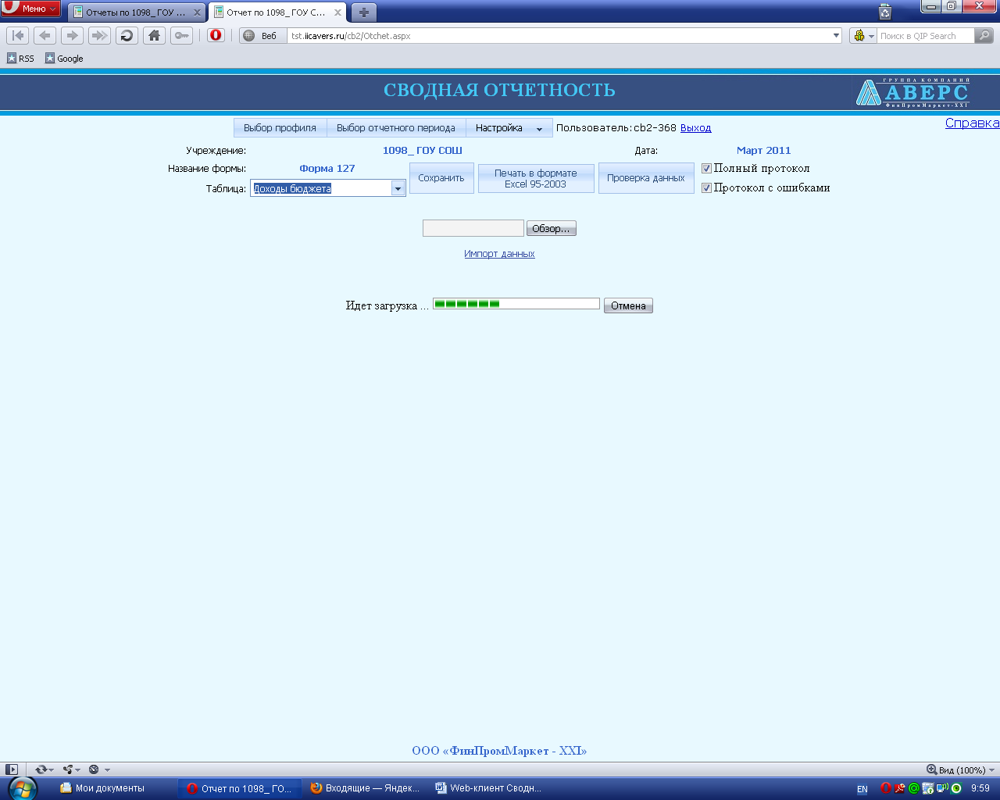 Меню
Отчеты по 1098_ ГОУ ...
Отчет по 1098_ ГОУ С...
Веб
tst.iicavers.ru/cb2/Otchet.aspx
Поиск в QIP Search
RSS
Google
СВОДНАЯ ОТЧЕТНОСТЬ
ГРУППА КОМПАНИЙ
АВЕРС
ФинПромМаркет-XXI
Выбор профиля
Выбор отчетного периода
Настройка
Пользователь:cb2-368
Выход
Справка
Учреждение:
1098_ ГОУ СОШ
Дата:
Март 2011
Название формы:
Форма 127
Сохранить
Печать в формате
Excel 95-2003
Проверка данных
Полный протокол
Таблица:
Доходы бюджета
Протокол с ошибками
Обзор...
Импорт данных
Идет загрузка ...
Отмена
ООО «ФинПромМаркет - XXI»
Вид (100%)
Мои документы
Отчет по 1098_ ГО...
Входящие — Яндек...
Web-клиент Сводн...
EN
9:59